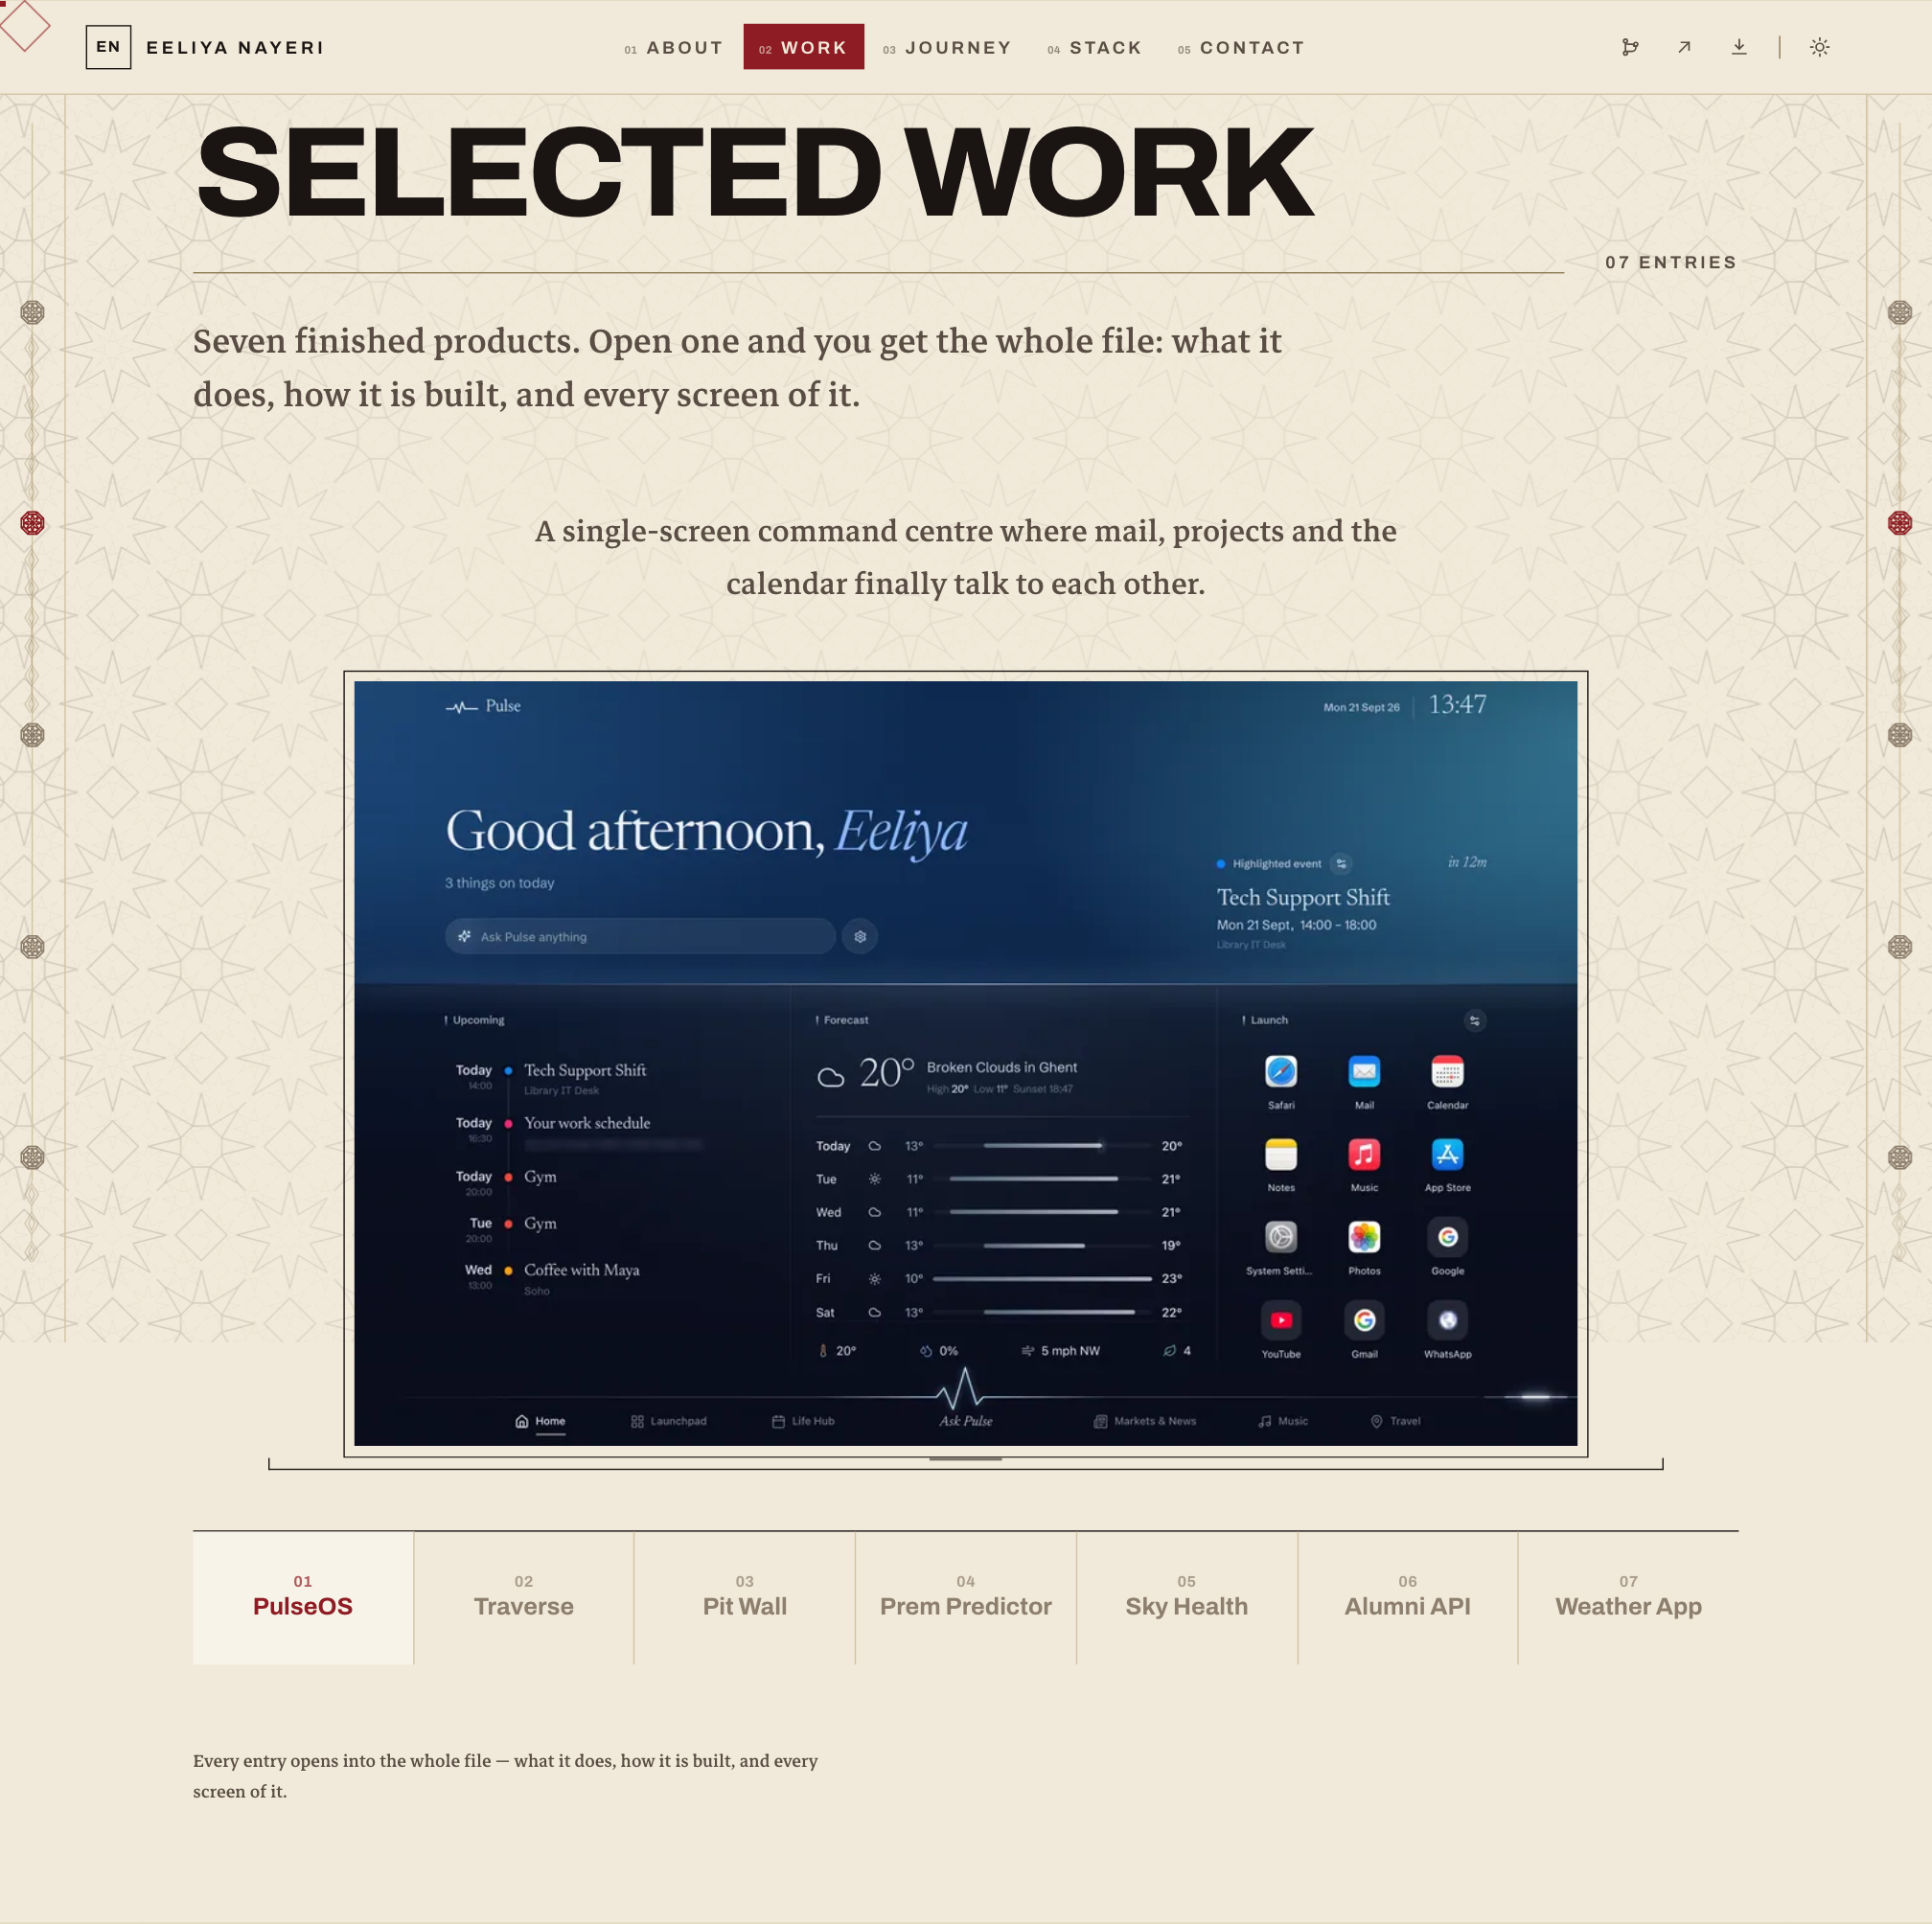 EN EELIYA NAYERI
01 ABOUT
02 WORK
03 JOURNEY
04 STACK
05 CONTACT
SELECTED WORK
07 ENTRIES
Seven finished products. Open one and you get the whole file: what it
does, how it is built, and every screen of it.
A single-screen command centre where mail, projects and the
calendar finally talk to each other.
Pulse
Mon 21 Sept 26
13:47
Good afternoon, Eeliya
3 things on today
Ask Pulse anything
Highlighted event
in 12m
Tech Support Shift
Mon 21 Sept, 14:00 - 18:00
Library IT Desk
Upcoming
Today
14:00
Tech Support Shift
Library IT Desk
Today
16:30
Your work schedule
Today
20:00
Gym
Tue
20:00
Gym
Wed
13:00
Coffee with Maya
Soho
Forecast
20°
Broken Clouds in Ghent
High 20° Low 11° Sunset 18:47
Today 13° 20°
Tue 11° 21°
Wed 11° 21°
Thu 13° 19°
Fri 10° 23°
Sat 13° 22°
20° 0% 5 mph NW 4
Launch
Safari
Mail
Calendar
Notes
Music
App Store
System Setti...
Photos
Google
YouTube
Gmail
WhatsApp
Home
Launchpad
Life Hub
Ask Pulse
Markets & News
Music
Travel
01
PulseOS
02
Traverse
03
Pit Wall
04
Prem Predictor
05
Sky Health
06
Alumni API
07
Weather App
Every entry opens into the whole file — what it does, how it is built, and every
screen of it.